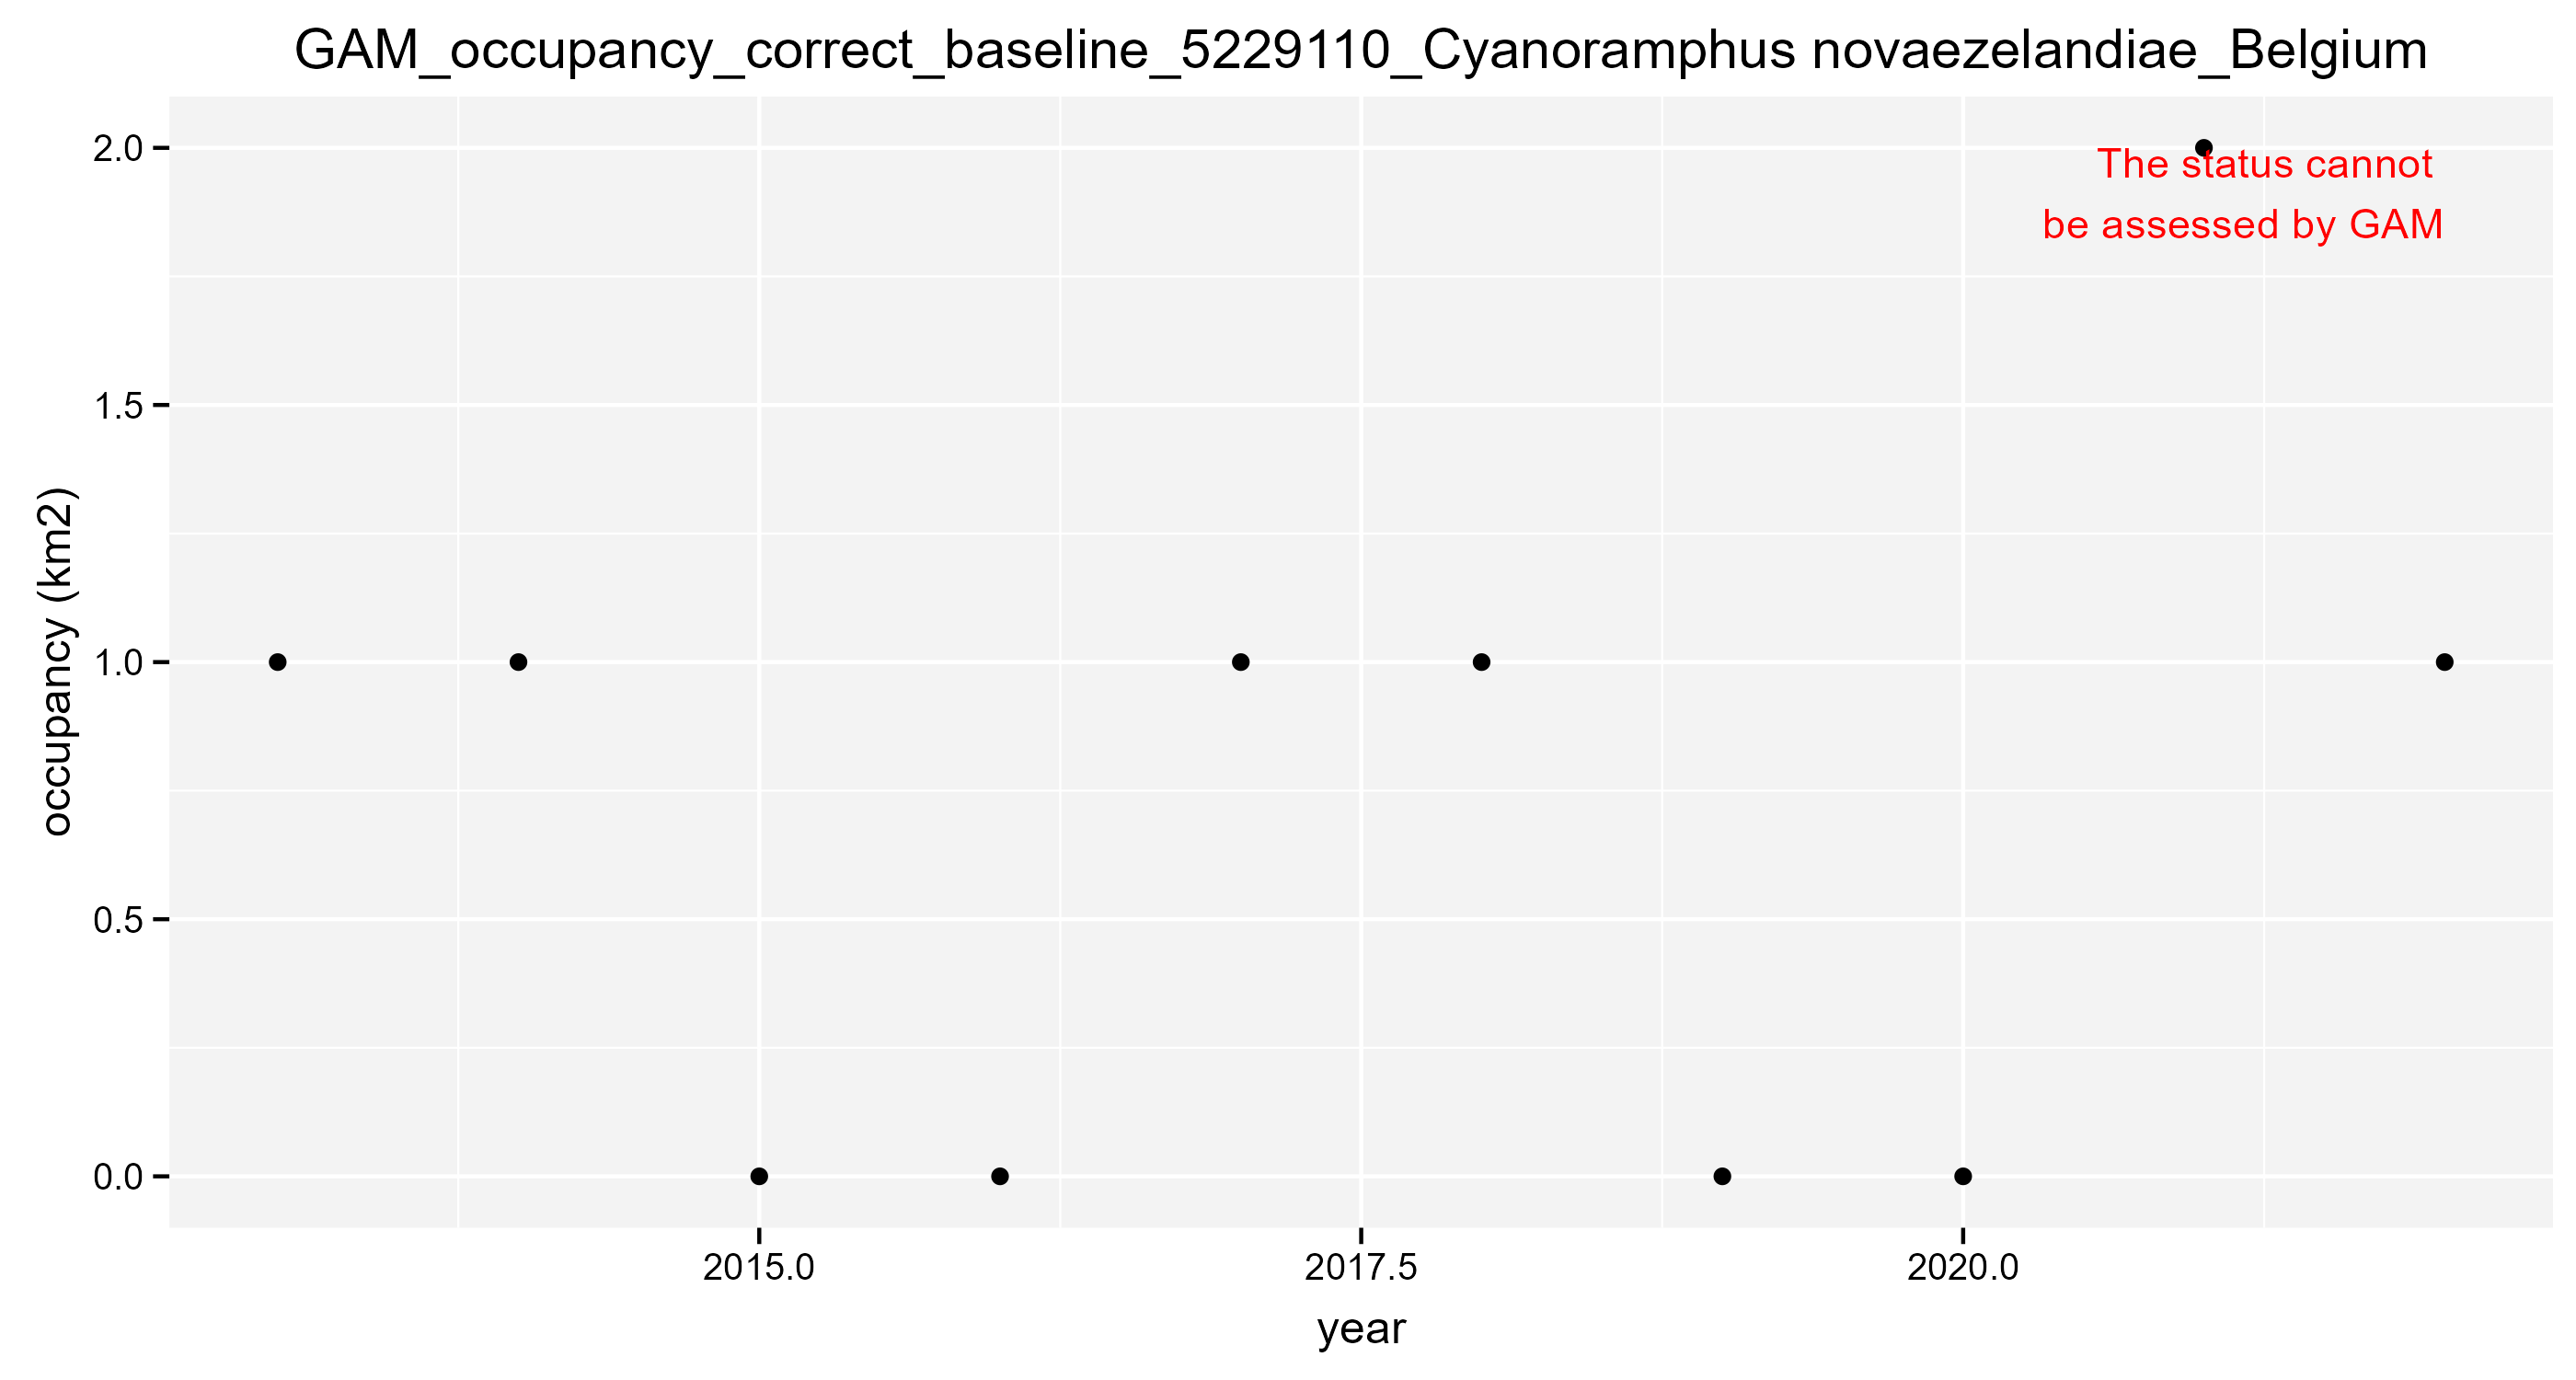 GAM_occupancy_correct_baseline_5229110_Cyanoramphus novaezelandiae_Belgium
2.0
The status cannot
be assessed by GAM
1.5
occupancy (km2)
1.0
0.5
0.0
2015.0
2017.5
2020.0
year